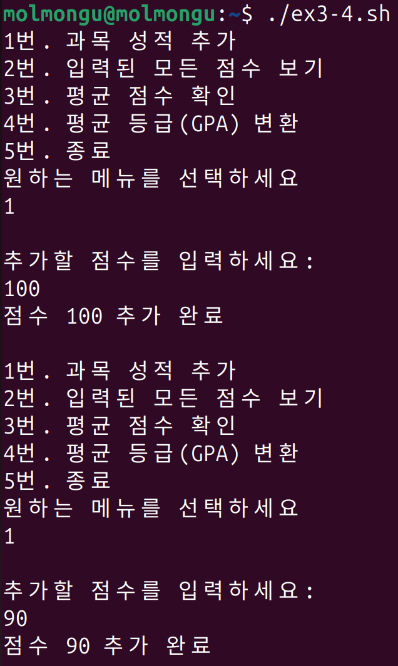 molmongu@molmongu:~$ ./ex3-4.sh
1번. 과목 성적 추가
2번. 입력된 모든 점수 보기
3번. 평균 점수 확인
4번. 평균 등급(GPA) 변환
5번. 종료
원하는 메뉴를 선택하세요
1
추가할 점수를 입력하세요:
100
점수 100 추가 완료
1번. 과목 성적 추가
2번. 입력된 모든 점수 보기
3번. 평균 점수 확인
4번. 평균 등급(GPA) 변환
5번. 종료
원하는 메뉴를 선택하세요
1
추가할 점수를 입력하세요:
90
점수 90 추가 완료